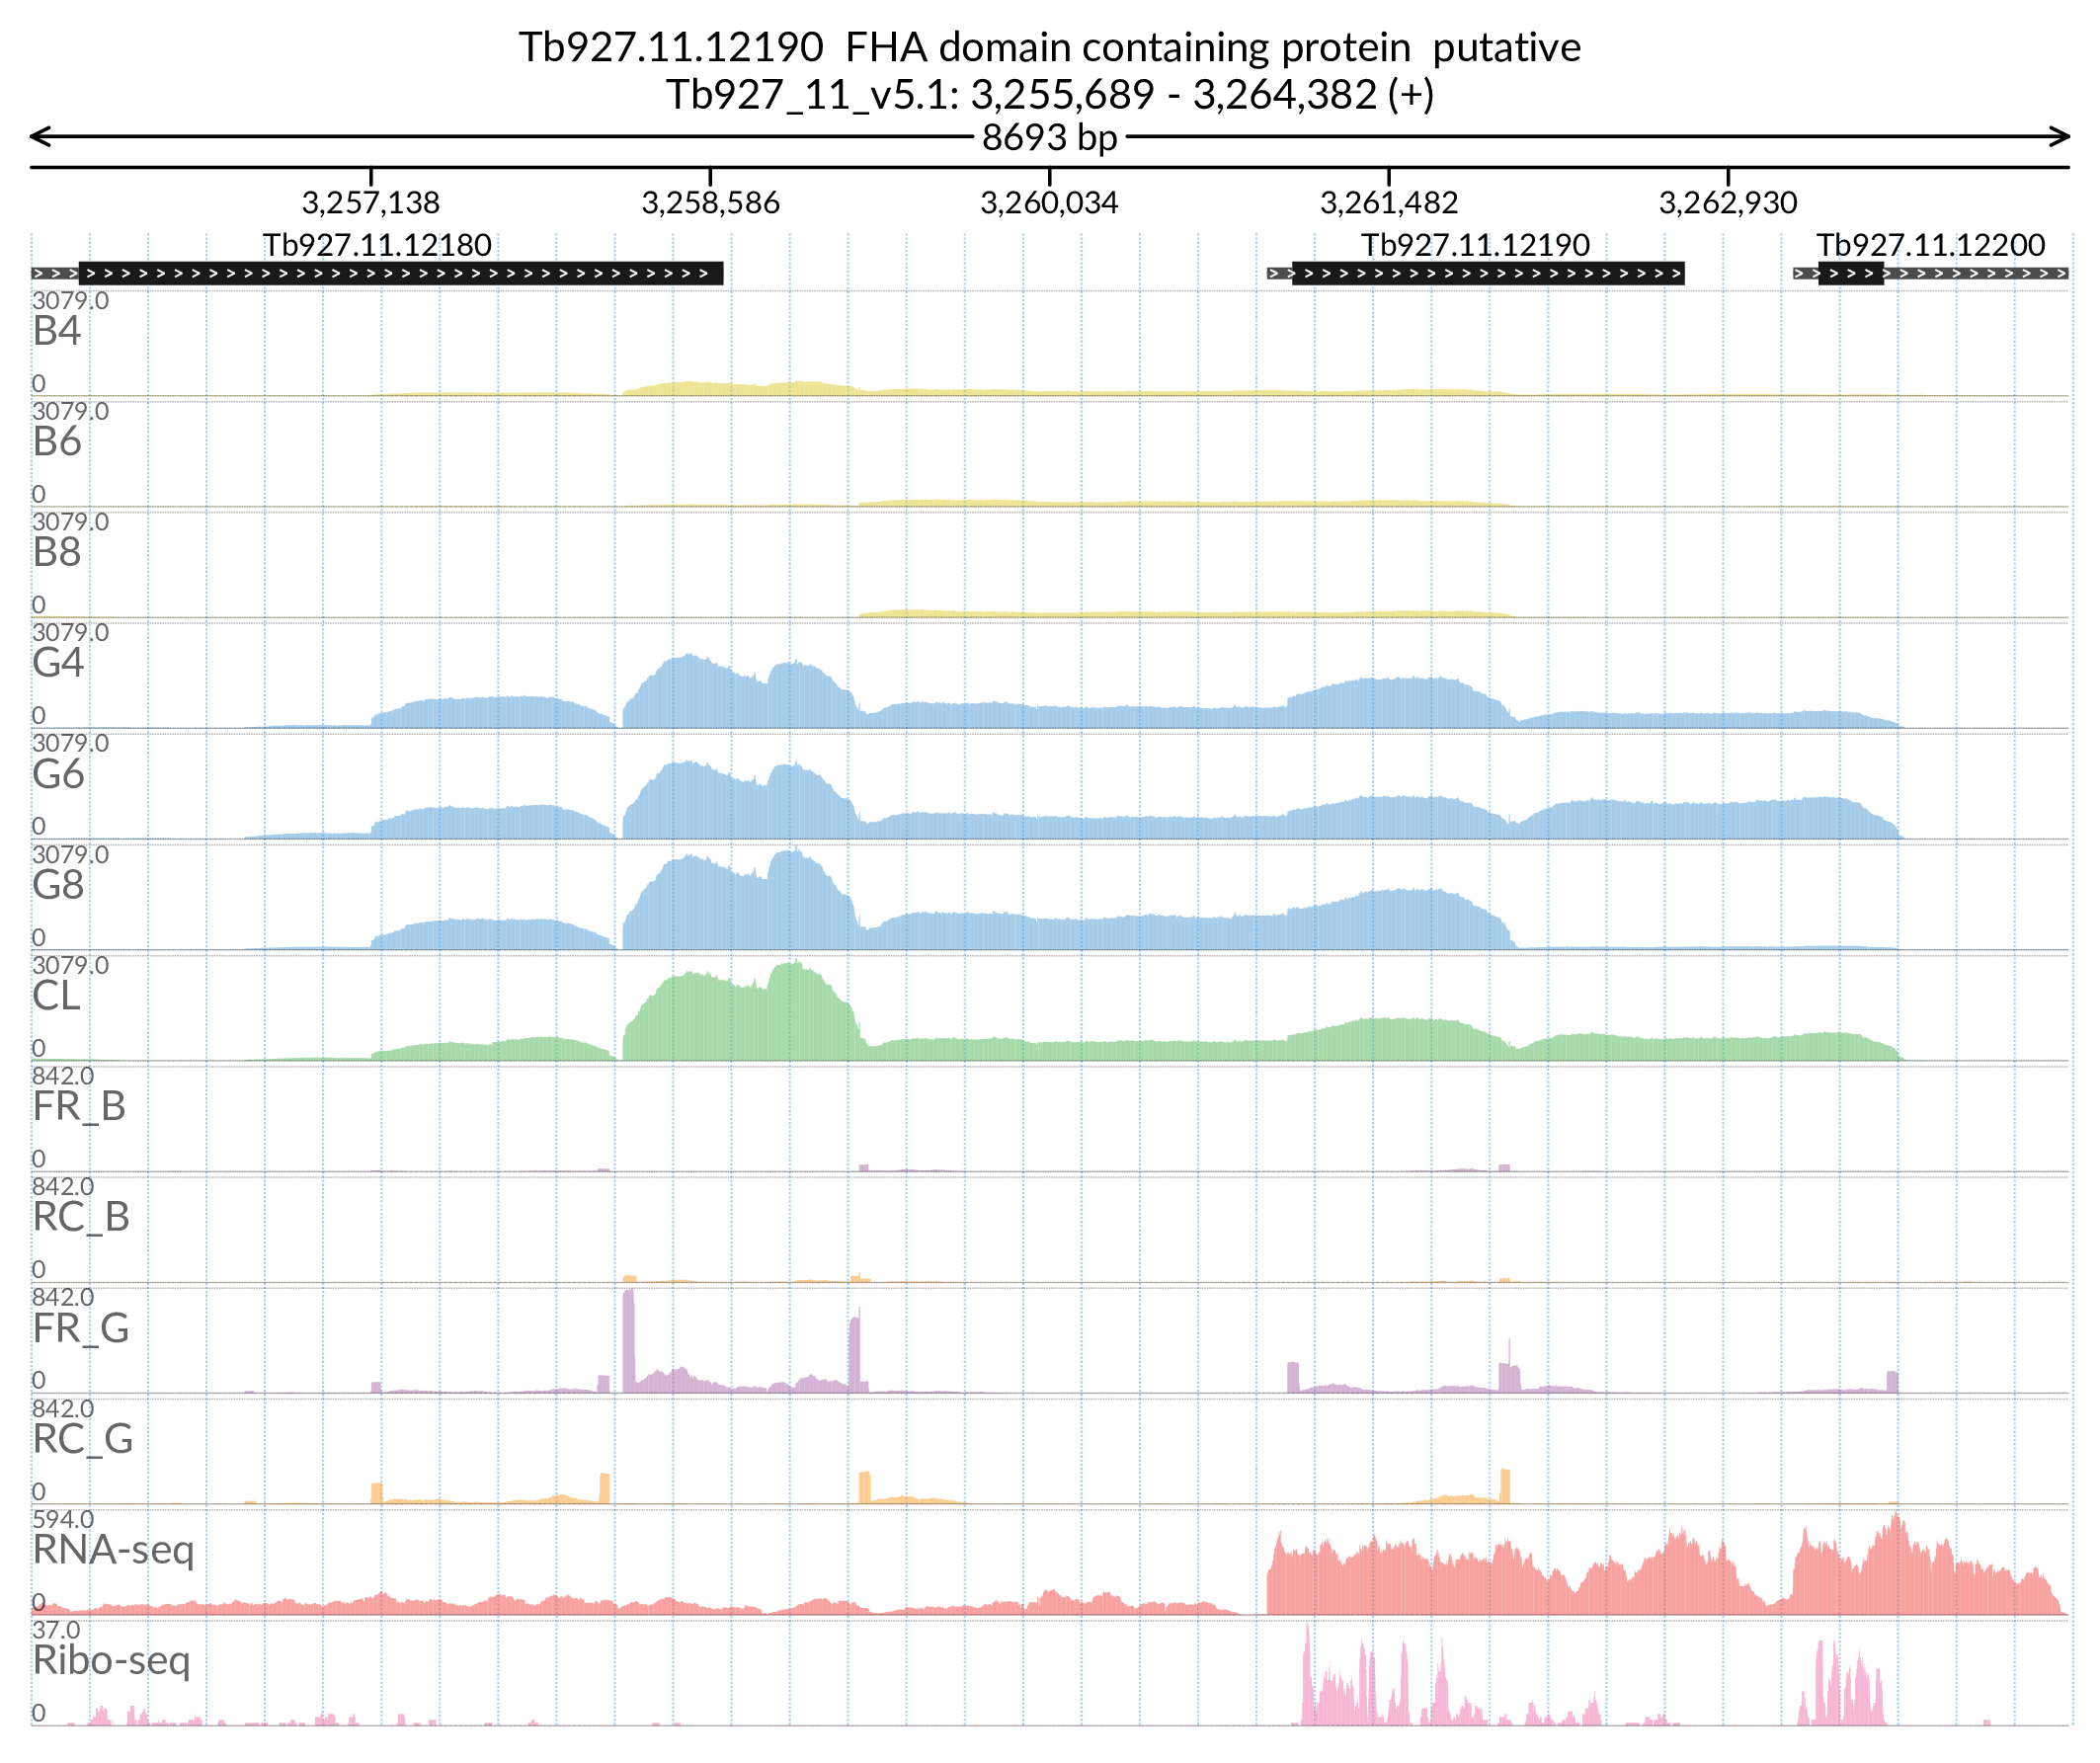 Tb927.11.12190  FHA domain containing protein  putative
Tb927_11_v5.1: 3,255,689 - 3,264,382 (+)
8693 bp
3,257,138 3,258,586 3,260,034 3,261,482 3,262,930
Tb927.11.12180 Tb927.11.12190 Tb927.11.12200
3079.0
B4
0
3079.0
B6
0
3079.0
B8
0
3079.0
G4
0
3079.0
G6
0
3079.0
G8
0
3079.0
CL
0
842.0
FR_B
0
842.0
RC_B
0
842.0
FR_G
0
842.0
RC_G
0
594.0
RNA-seq
0
37.0
Ribo-seq
0